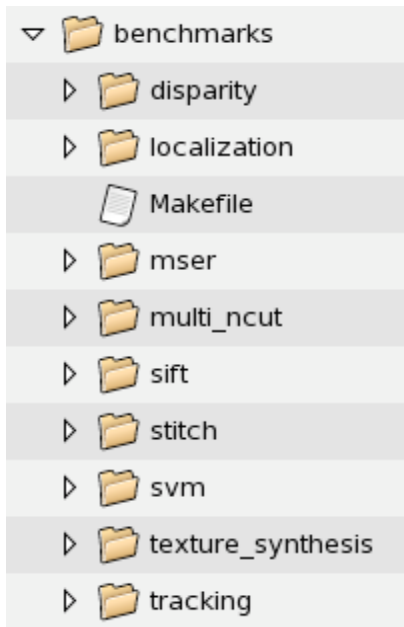 benchmarks
disparity
localization
Makefile
mser
multi_ncut
sift
stitch
svm
texture_synthesis
tracking